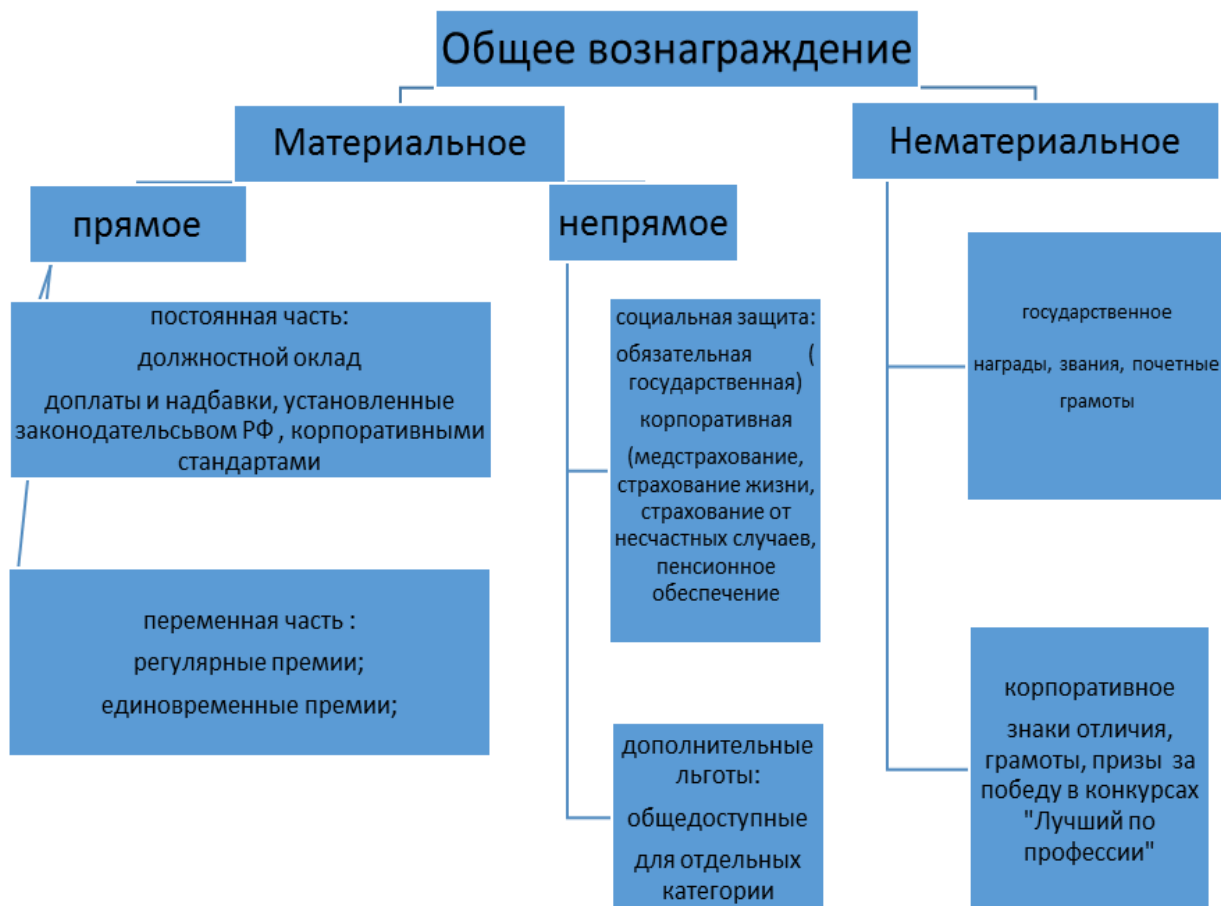 Общее вознаграждение
Материальное
Нематериальное
прямое
непрямое
постоянная часть:
должностной оклад
доплаты и надбавки, установленные
законодательсьвом РФ , корпоративными
стандартами
переменная часть :
регулярные премии;
единовременные премии;
социальная защита:
обязательная (
государственная)
корпоративная
(медстрахование,
страхование жизни,
страхование от
несчастных случаев,
пенсионное
обеспечение
дополнительные
льготы:
общедоступные
для отдельных
категории
государственное
награды, звания, почетные
грамоты
корпоративное
знаки отличия,
грамоты, призы за
победу в конкурсах
"Лучший по
профессии"